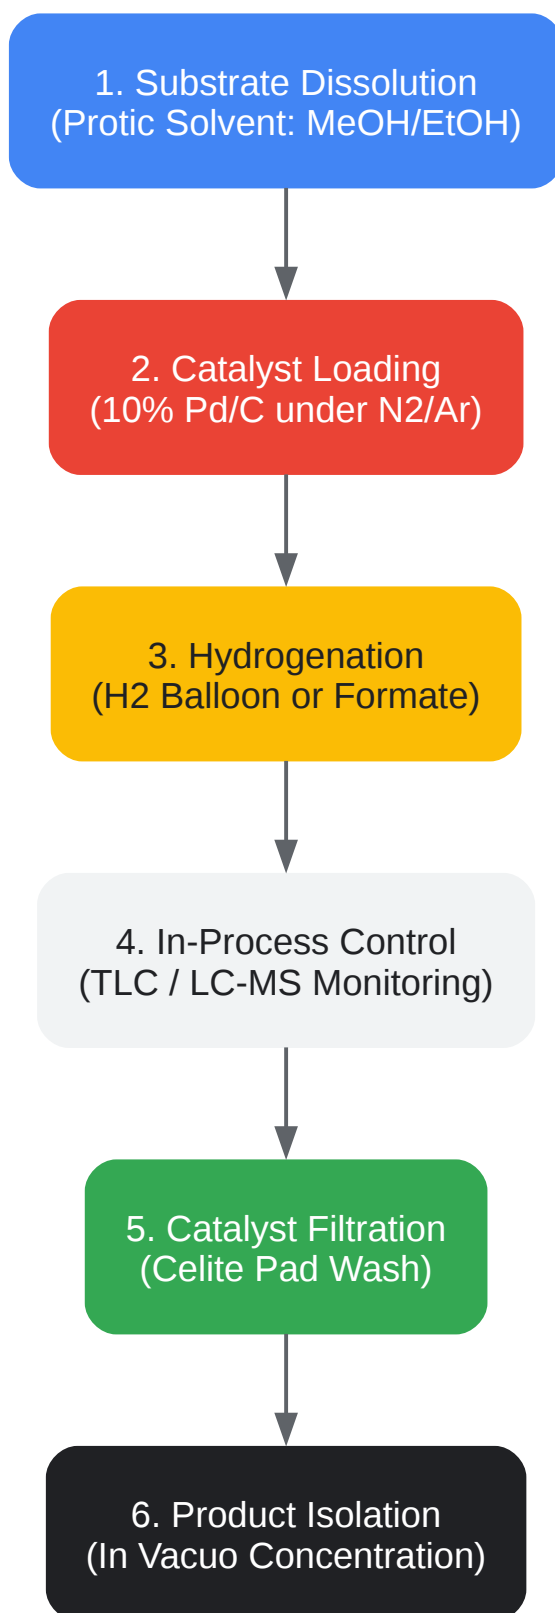 1. Substrate Dissolution
(Protic Solvent: MeOH/EtOH)
2. Catalyst Loading
(10% Pd/C under N2/Ar)
3. Hydrogenation
(H2 Balloon or Formate)
4. In-Process Control
(TLC / LC-MS Monitoring)
5. Catalyst Filtration
(Celite Pad Wash)
6. Product Isolation
(In Vacuo Concentration)